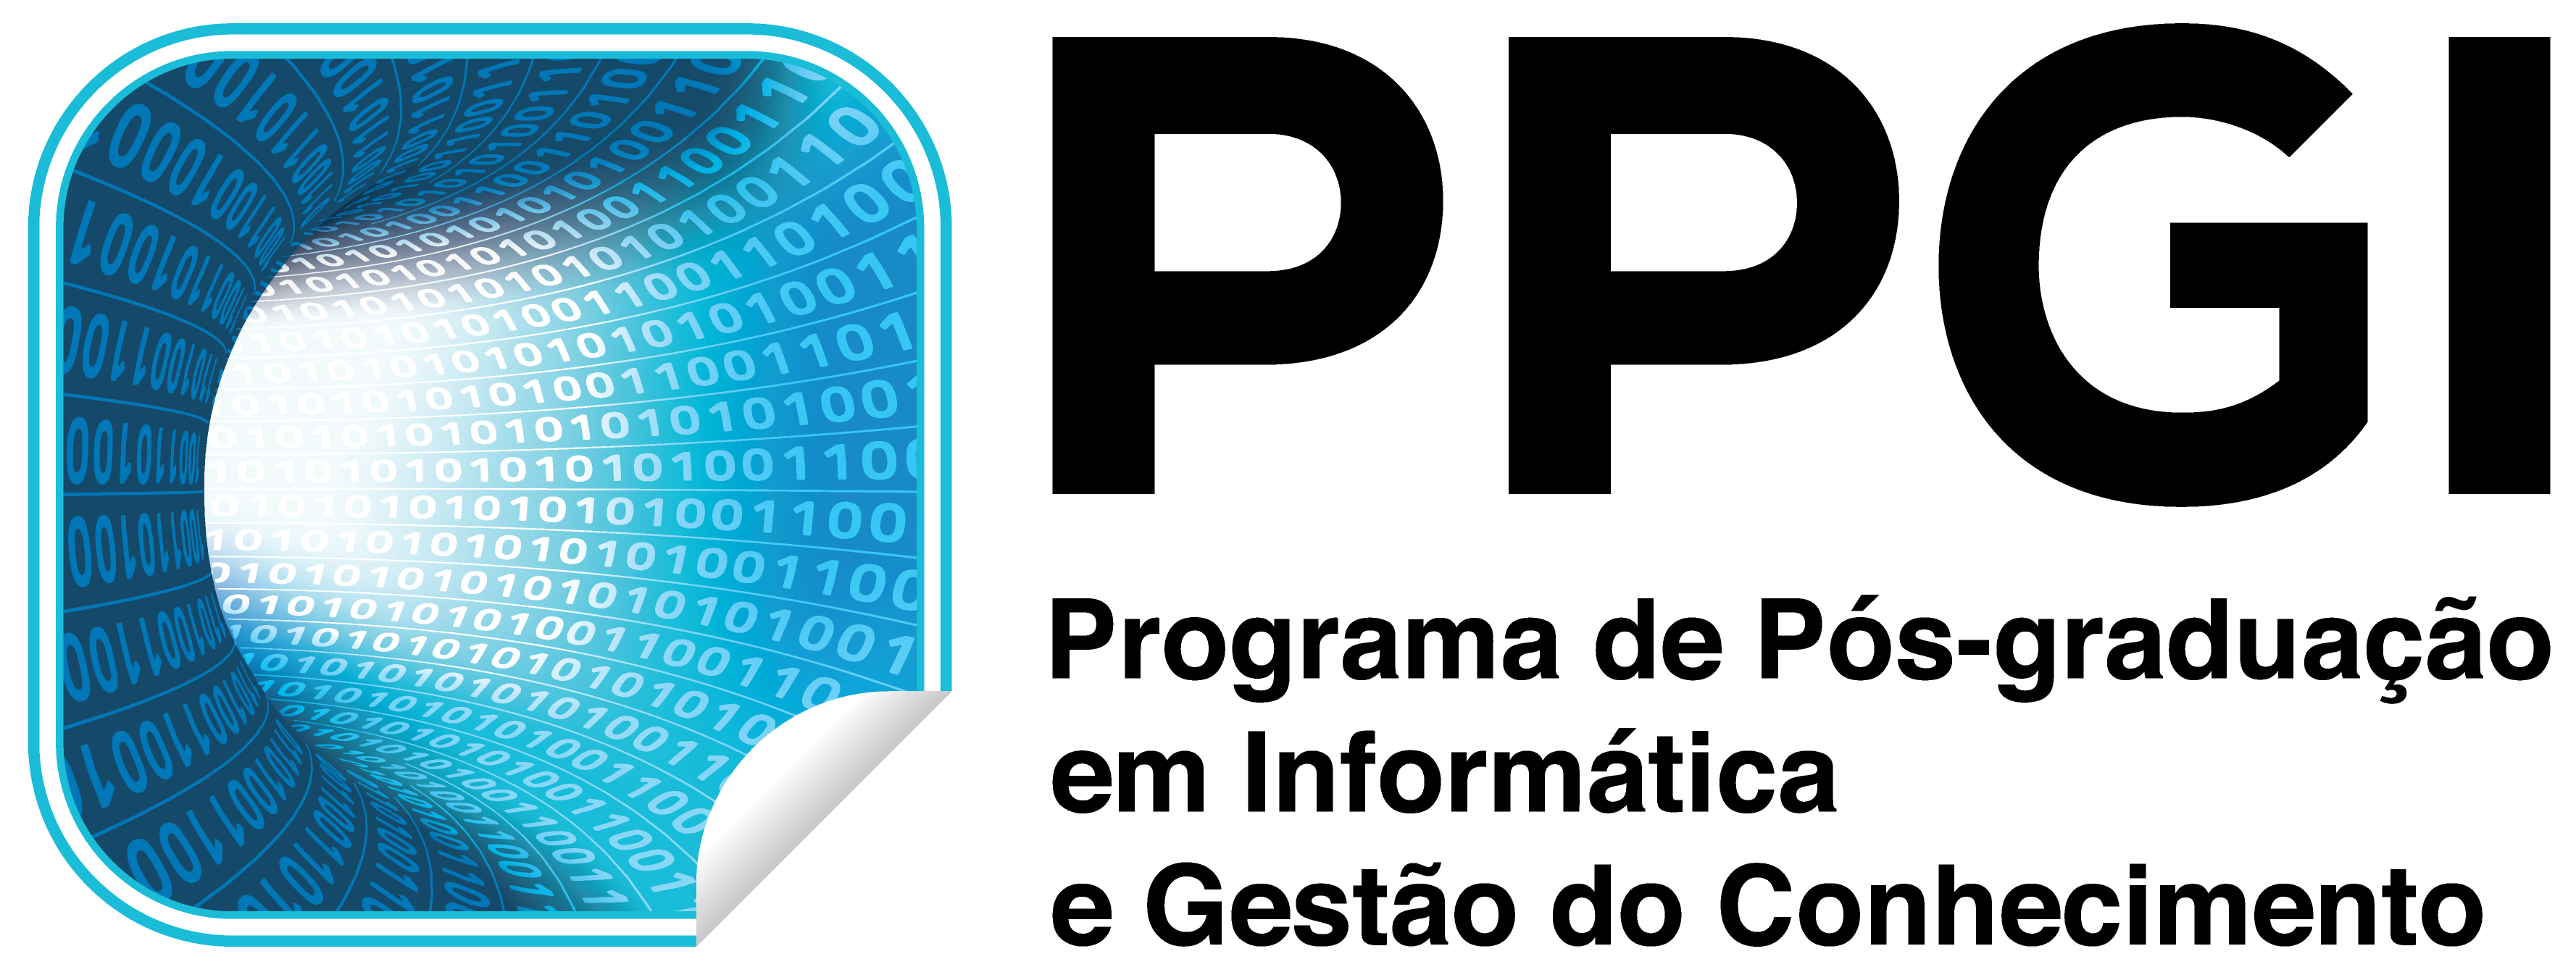 PPGI
Programa de Pós-graduação
em Informática
e Gestão do Conhecimento